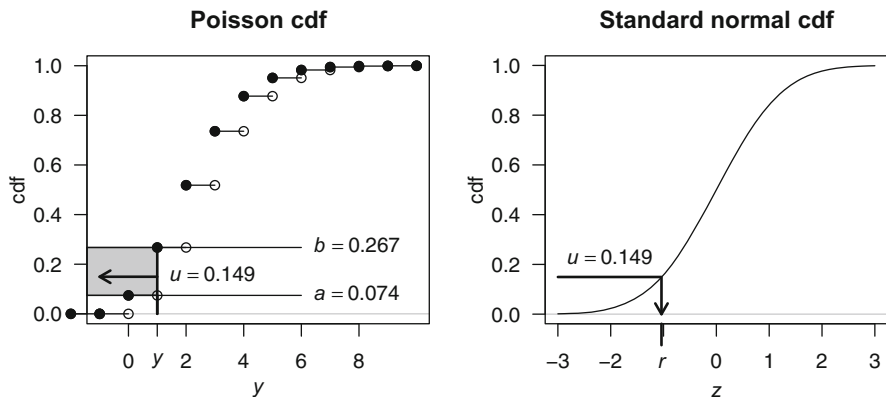 Poisson cdf
1.0
0.8
0.6
0.4
0.2
0.0
cdf
b = 0.267
u = 0.149
a = 0.074
0 y 2 4 6 8
y
Standard normal cdf
1.0
0.8
0.6
0.4
0.2
0.0
cdf
u = 0.149
−3 −2 r 0 1 2 3
z